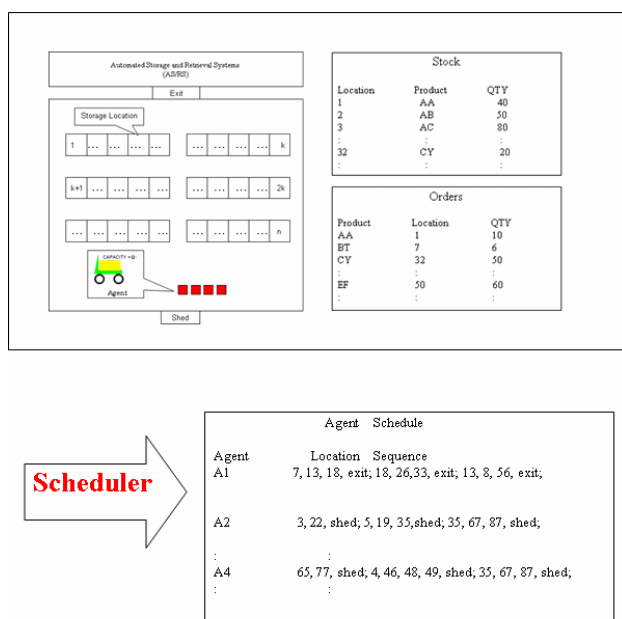 Automated Storage and Retrieval Systems
(AS/RS)
Exit
Storage Location
1 ... ... ... ... ... ... ... k
k+1 ... ... ... ... ... ... ... 2k
... ... ... ... ... ... ... n
CAPACITY =Q
Agent
Shed
Stock
Location Product QTY
1 AA 40
2 AB 50
3 AC 80
: : :
32 CY 20
: : :
Orders
Product Location QTY
AA 1 10
BT 7 6
CY 32 50
: : :
EF 50 60
: : :
Scheduler
Agent Schedule
Agent Location Sequence
A1 7, 13, 18, exit; 18, 26,33, exit; 13, 8, 56, exit;
A2 3, 22, shed; 5, 19, 35,shed; 35, 67, 87, shed;
: :
A4 65, 77, shed; 4, 46, 48, 49, shed; 35, 67, 87, shed;
: :